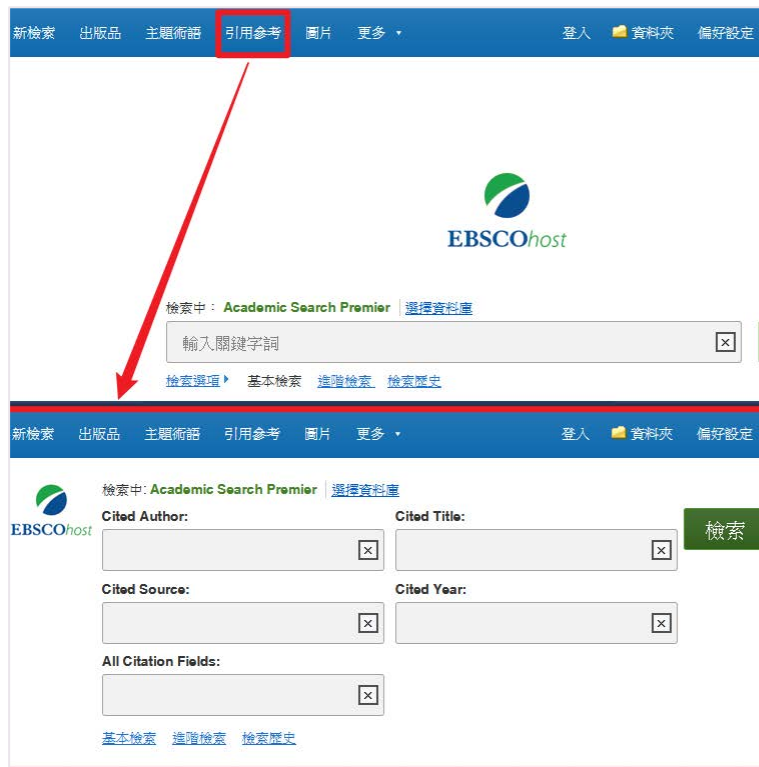 新檢索 出版品 主題術語 引用參考 圖片 更多 登入 資料夾 偏好設定
EBSCOhost
檢索中： Academic Search Premier 選擇資料庫
輸入關鍵字詞
檢索選項 基本檢索 進階檢索 檢索歷史
新檢索 出版品 主題術語 引用參考 圖片 更多 登入 資料夾 偏好設定
檢索中: Academic Search Premier 選擇資料庫
EBSCOhost
Cited Author: Cited Title:
檢索
Cited Source: Cited Year:
All Citation Fields:
基本檢索 進階檢索 檢索歷史